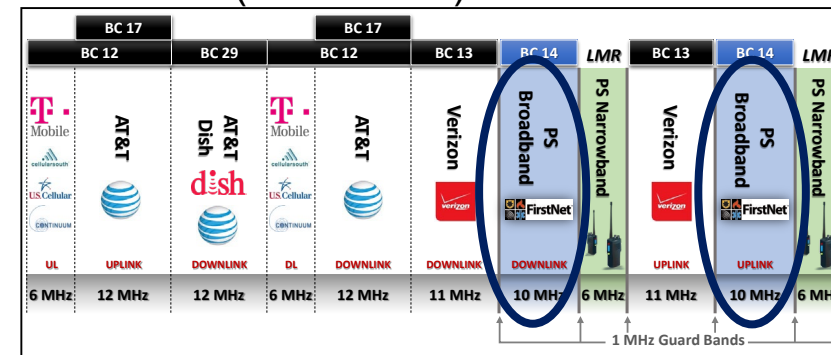 BC 17
BC 17
BC 12
BC 29
BC 12
BC 13
BC 14
LMR
BC 13
BC 14
T
Mobile
cellularsouth
U.S. Cellular
CONTINUUM
UL
6 MHz
AT&T
UPLINK
12 MHz
AT&T
Dish
dish
DOWNLINK
12 MHz
T
Mobile
cellularsouth
U.S. Cellular
CONTINUUM
DL
6 MHz
AT&T
DOWNLINK
12 MHz
Verizon
verizon
DOWNLINK
11 MHz
PS
Broadband
FirstNet
DOWNLINK
10 MHz
PS Narrowband
6 MHz
Verizon
verizon
UPLINK
11 MHz
PS
Broadband
FirstNet
UPLINK
10 MHz
PS Narrowband
1 MHz Guard Bands